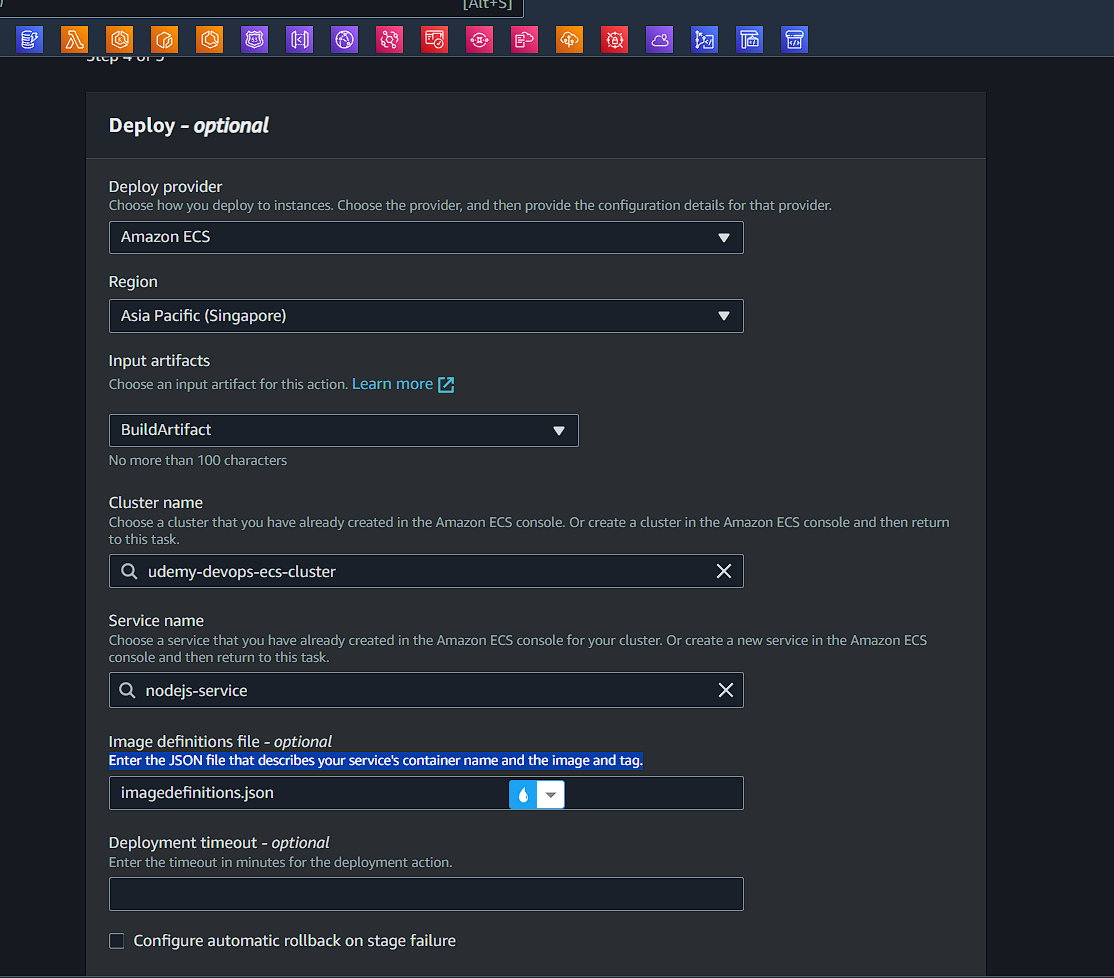 [Alt+S]
Step 4 of 5
Deploy - optional
Deploy provider
Choose how you deploy to instances. Choose the provider, and then provide the configuration details for that provider.
Amazon ECS
Region
Asia Pacific (Singapore)
Input artifacts
Choose an input artifact for this action. Learn more
BuildArtifact
No more than 100 characters
Cluster name
Choose a cluster that you have already created in the Amazon ECS console. Or create a cluster in the Amazon ECS console and then return
to this task.
udemy-devops-ecs-cluster
Service name
Choose a service that you have already created in the Amazon ECS console for your cluster. Or create a new service in the Amazon ECS
console and then return to this task.
nodejs-service
Image definitions file - optional
Enter the JSON file that describes your service's container name and the image and tag.
imagedefinitions.json
Deployment timeout - optional
Enter the timeout in minutes for the deployment action.
Configure automatic rollback on stage failure